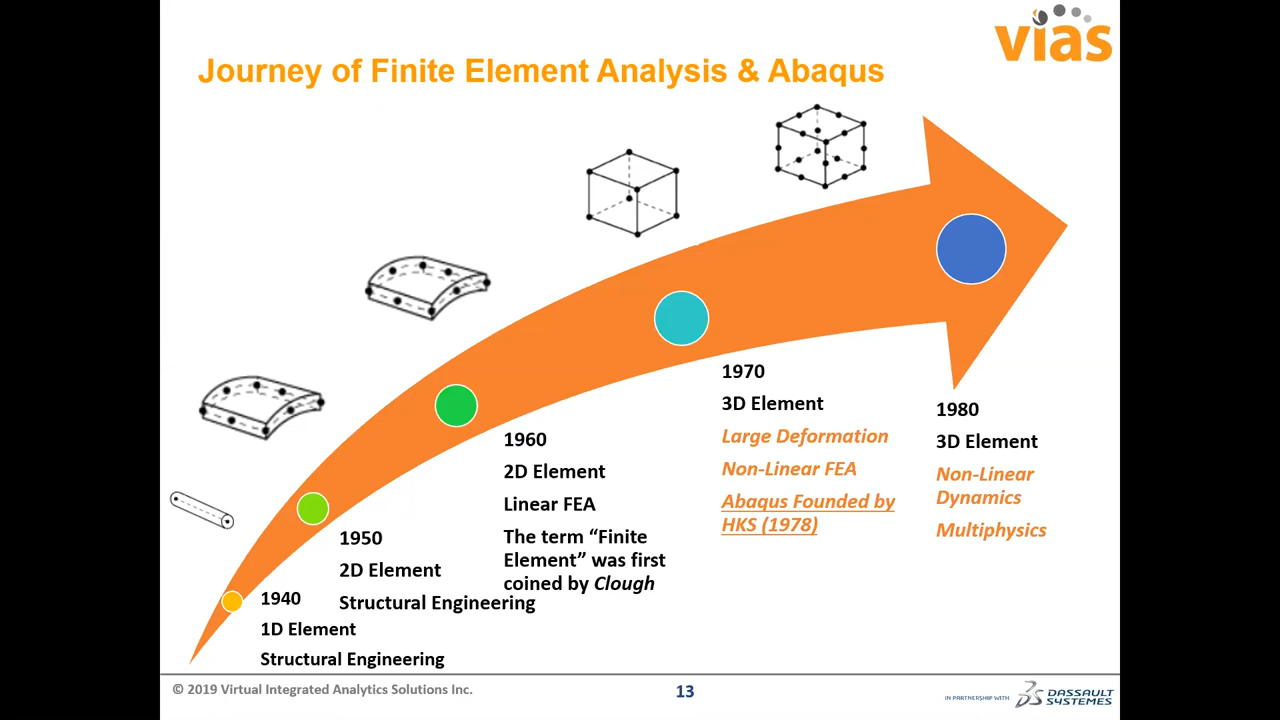 vias
Journey of Finite Element Analysis & Abaqus
1940
1D Element
Structural Engineering
1950
2D Element
Structural Engineering
1960
2D Element
Linear FEA
The term “Finite
Element” was first
coined by Clough
1970
3D Element
Large Deformation
Non-Linear FEA
Abaqus Founded by
HKS (1978)
1980
3D Element
Non-Linear
Dynamics
Multiphysics
© 2019 Virtual Integrated Analytics Solutions Inc.
13
IN PARTNERSHIP WITH
DASSAULT
SYSTEMES